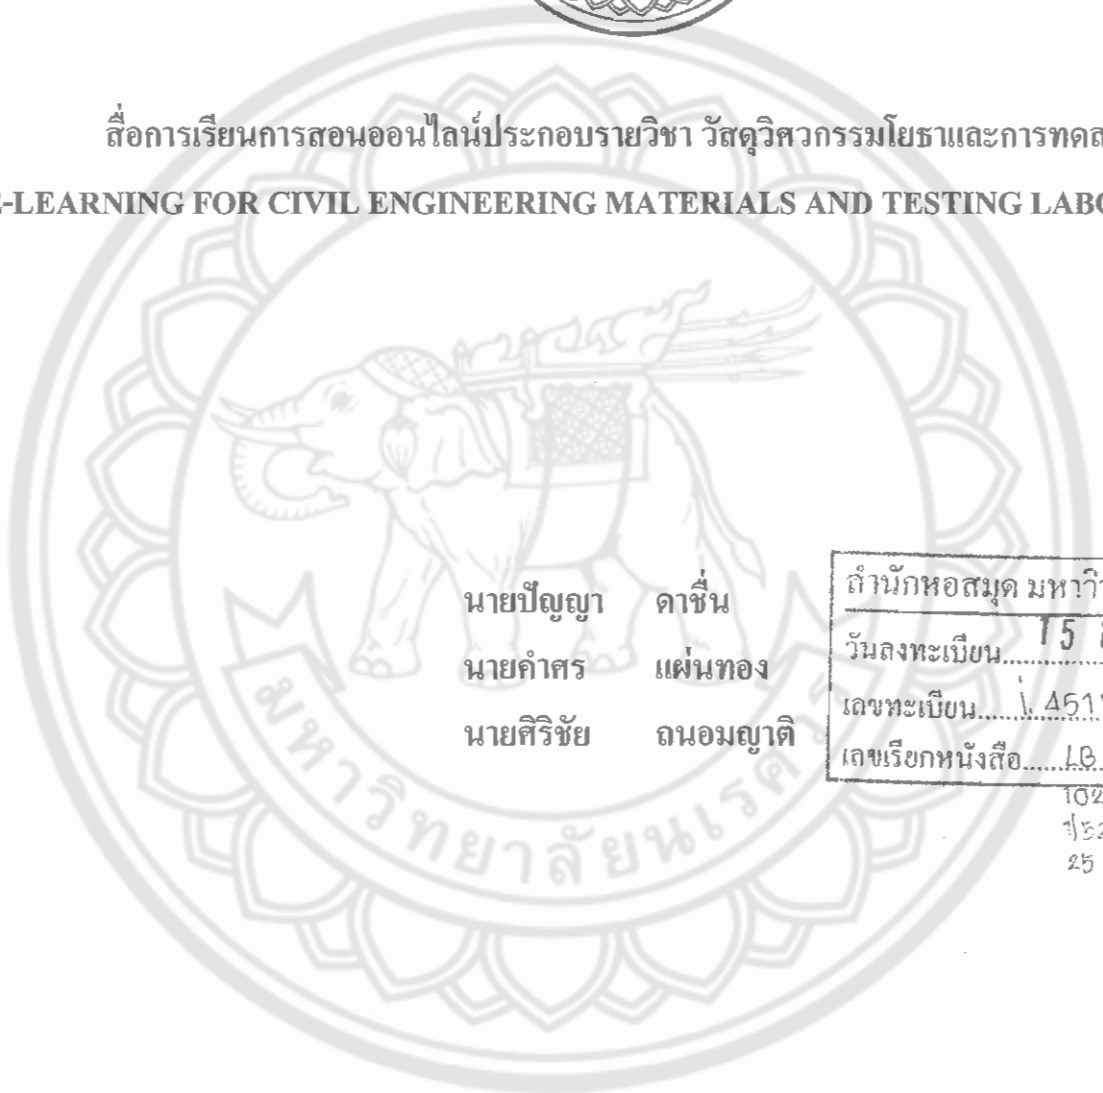 สื่อการเรียนการสอนออนไลน์ประกอบรายวิชา วัสดุวิศวกรรมโยธาและการทดส
E-LEARNING FOR CIVIL ENGINEERING MATERIALS AND TESTING LABO
นายปัญญา ดาชื่น
นายคำศร แผ่นทอง
นายศิริชัย ถนอมญาติ
สำนักหอสมุด มหาวิ
วันลงทะเบียน 15
เลขทะเบียน
เลขเรียกหนังสือ
25
มหาวิทยาลัยนเรศวร